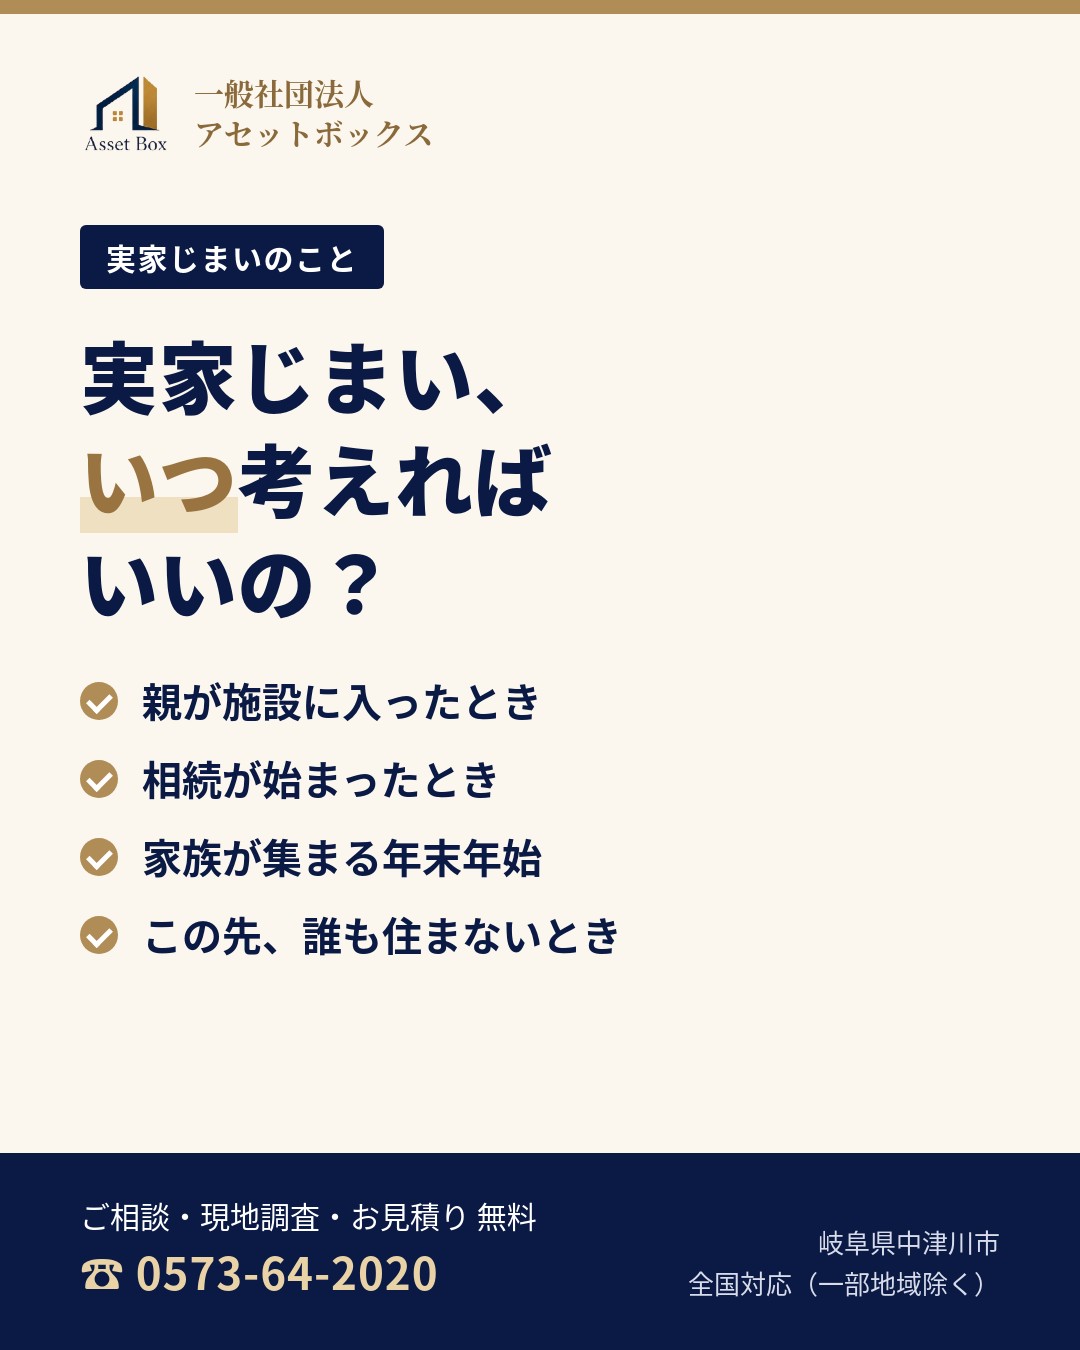 Asset Box
一般社団法人
アセットボックス
実家じまいのこと
実家じまい、
いつ考えれば
いいの？
親が施設に入ったとき
相続が始まったとき
家族が集まる年末年始
この先、誰も住まないとき
ご相談・現地調査・お見積り 無料
☎ 0573-64-2020
岐阜県中津川市
全国対応（一部地域除く）